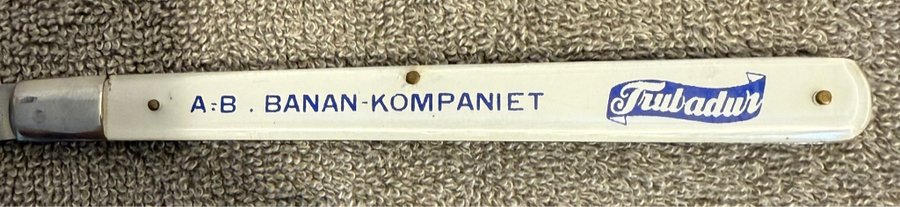 A-B. BANAN-KOMPANIET
Trubadur